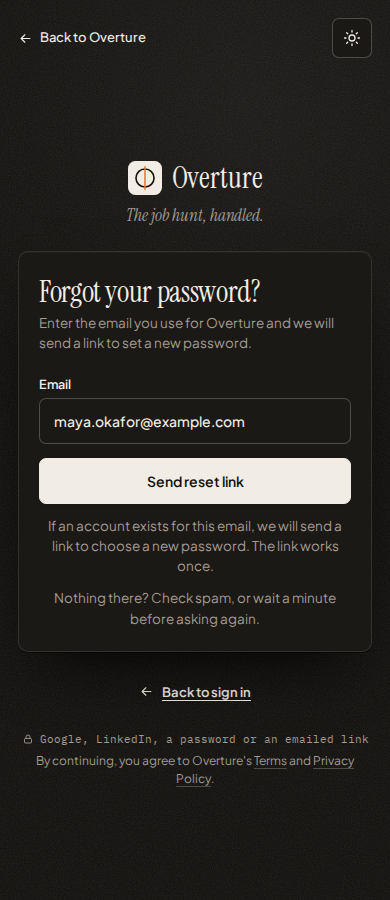 Back to Overture
Overture
The job hunt, handled.
Forgot your password?
Enter the email you use for Overture and we will
send a link to set a new password.
Email
maya.okafor@example.com
Send reset link
If an account exists for this email, we will send a
link to choose a new password. The link works
once.
Nothing there? Check spam, or wait a minute
before asking again.
Back to sign in
Google, LinkedIn, a password or an emailed link
By continuing, you agree to Overture's Terms and Privacy
Policy.